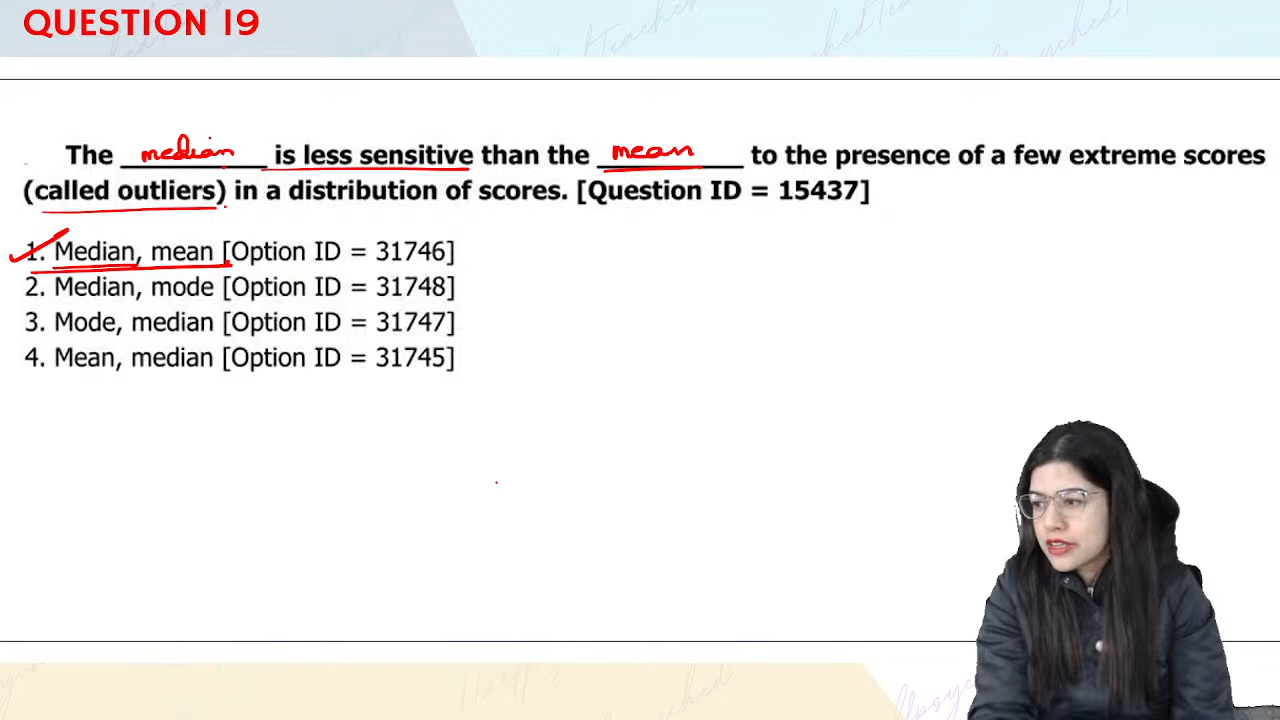 QUESTION 19
The median is less sensitive than the mean to the presence of a few extreme scores
(called outliers) in a distribution of scores. [Question ID = 15437]
1. Median, mean [Option ID = 31746]
2. Median, mode [Option ID = 31748]
3. Mode, median [Option ID = 31747]
4. Mean, median [Option ID = 31745]